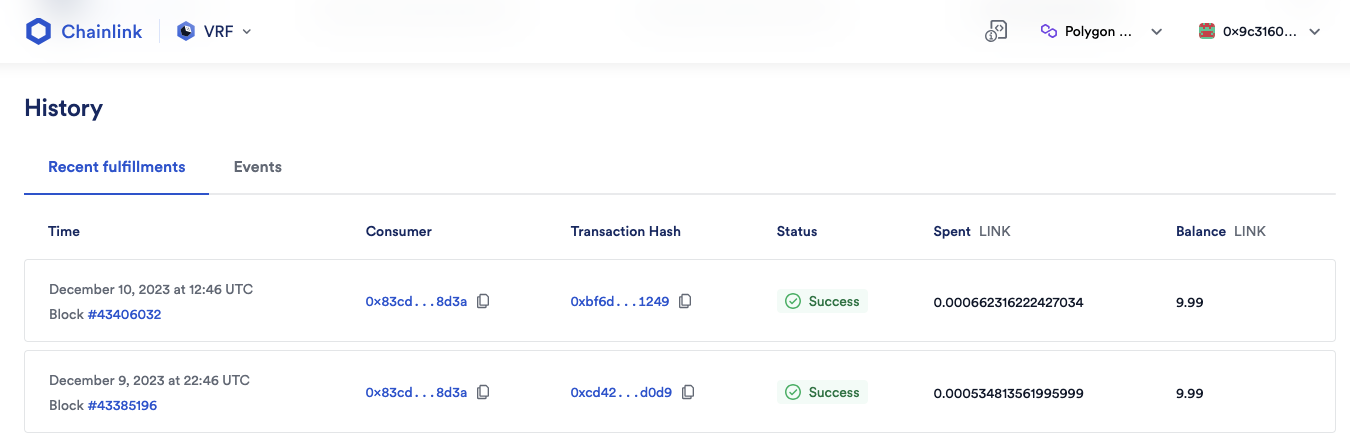 Chainlink VRF Polygon ... 0x9c3160...
History
Recent fulfillments Events
Time Consumer Transaction Hash Status Spent LINK Balance LINK
December 10, 2023 at 12:46 UTC
Block #43406032
0x83cd...8d3a 0xbf6d...1249 Success 0.000662316222427034 9.99
December 9, 2023 at 22:46 UTC
Block #43385196
0x83cd...8d3a 0xcd42...d0d9 Success 0.000534813561995999 9.99